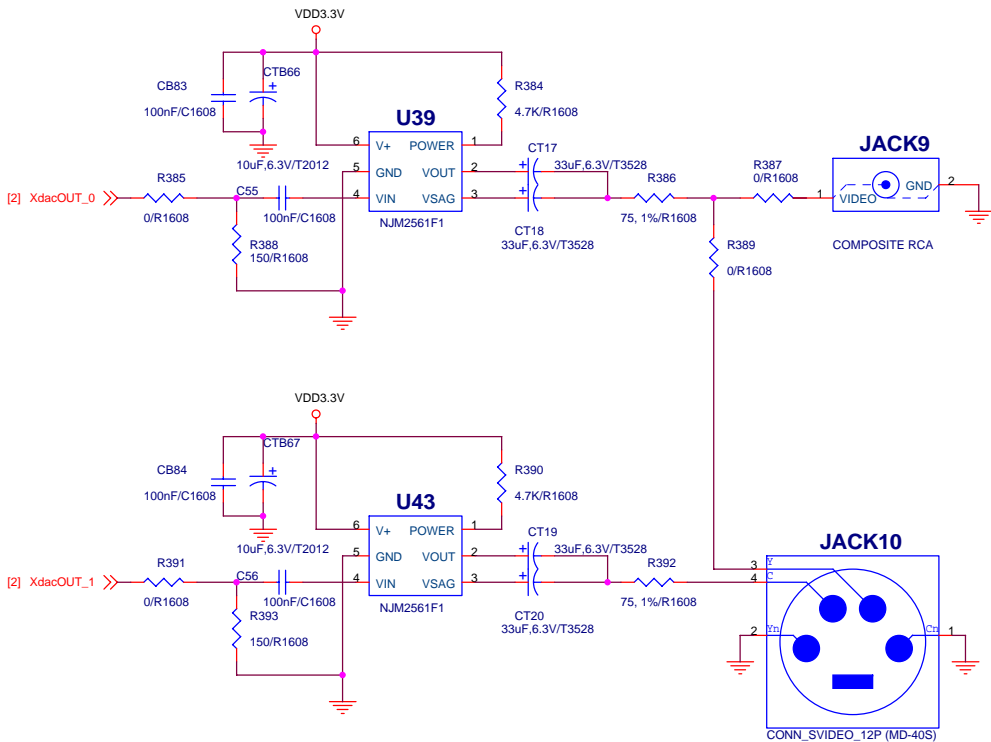 VDD3.3V
CTB66
CB83
100nF/C1608
R384
4.7K/R1608
U39
6 V+ POWER 1
5 GND VOUT 2
4 VIN VSAG 3
NJM2561F1
10uF,6.3V/T2012
CT17
33uF,6.3V/T3528
CT18
33uF,6.3V/T3528
[2] XdacOUT_0
R385
0/R1608
C55
100nF/C1608
R388
150/R1608
R386
75, 1%/R1608
R387
0/R1608
R389
0/R1608
JACK9
1 VIDEO GND 2
COMPOSITE RCA
VDD3.3V
CTB67
CB84
100nF/C1608
R390
4.7K/R1608
U43
6 V+ POWER 1
5 GND VOUT 2
4 VIN VSAG 3
NJM2561F1
10uF,6.3V/T2012
CT19
33uF,6.3V/T3528
CT20
33uF,6.3V/T3528
[2] XdacOUT_1
R391
0/R1608
C56
100nF/C1608
R393
150/R1608
R392
75, 1%/R1608
JACK10
3 Y
4 C
2 Yn
Cn 1
CONN_SVIDEO_12P (MD-40S)